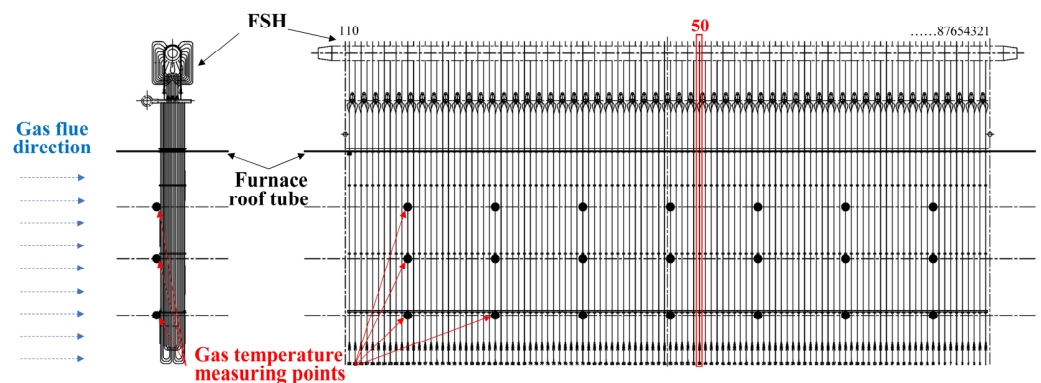 FSH
50
110
......87654321
Gas flue
direction
Furnace
roof tube
Gas temperature
measuring points